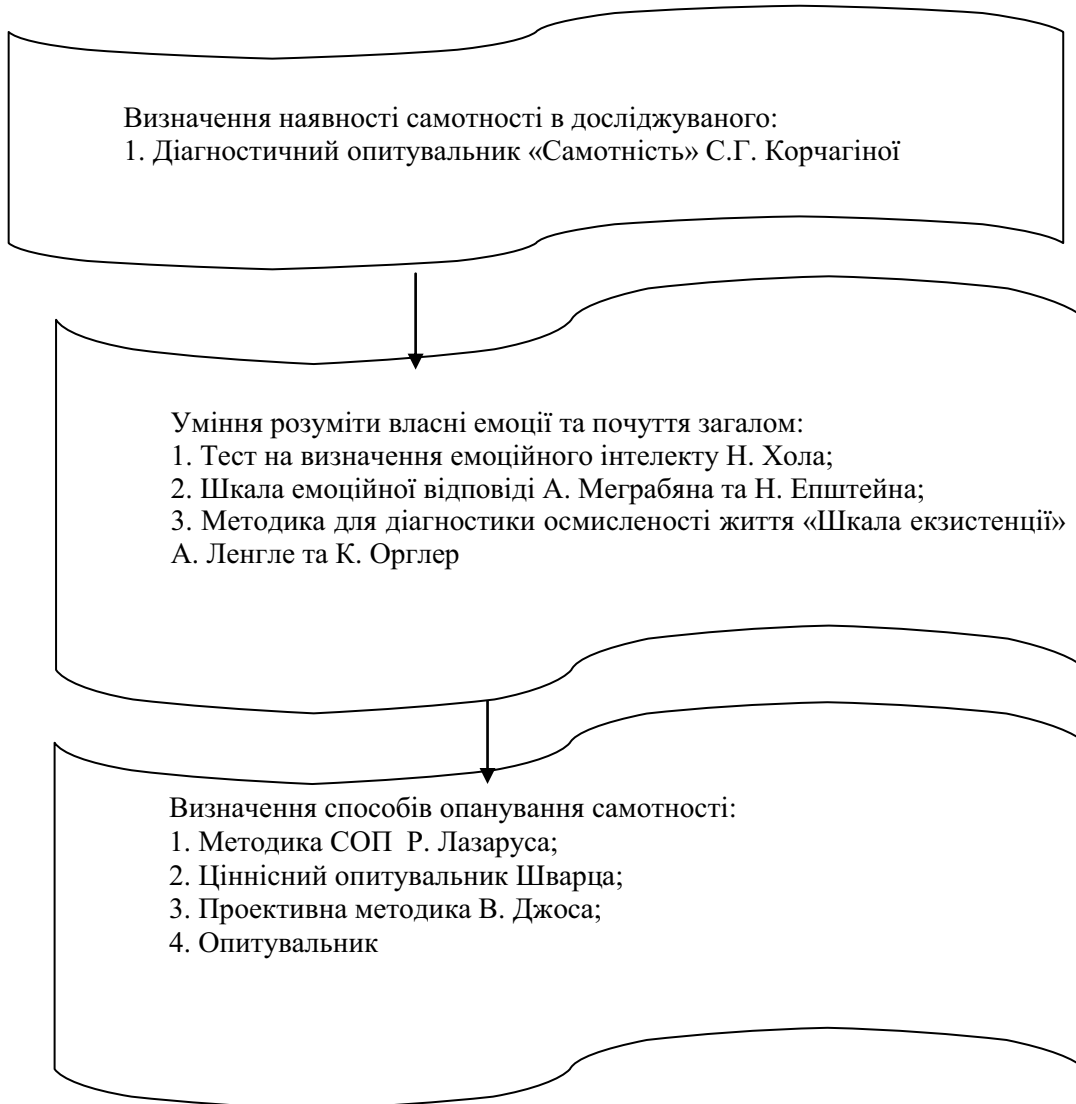 Визначення наявності самотності в досліджуваного:
1. Діагностичний опитувальник «Самотність» С.Г. Корчагіної
Уміння розуміти власні емоції та почуття загалом:
1. Тест на визначення емоційного інтелекту Н. Хола;
2. Шкала емоційної відповіді А. Меграбяна та Н. Епштейна;
3. Методика для діагностики осмисленості життя «Шкала екзистенції»
А. Ленгле та К. Орглер
Визначення способів опанування самотності:
1. Методика СОП Р. Лазаруса;
2. Ціннісний опитувальник Шварца;
3. Проективна методика В. Джоса;
4. Опитувальник